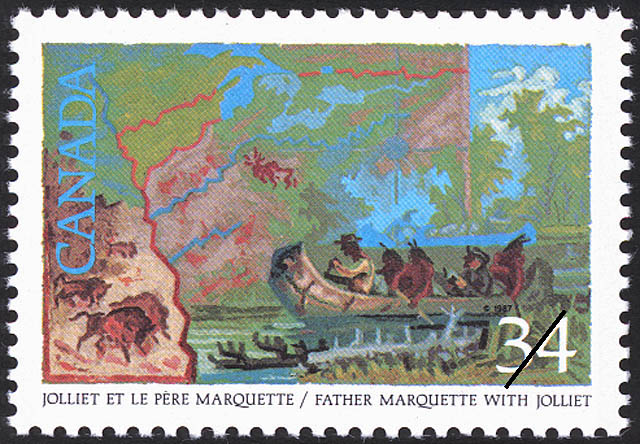 CANADA
© 1987
34
JOLLIET ET LE PÈRE MARQUETTE / FATHER MARQUETTE WITH JOLLIET